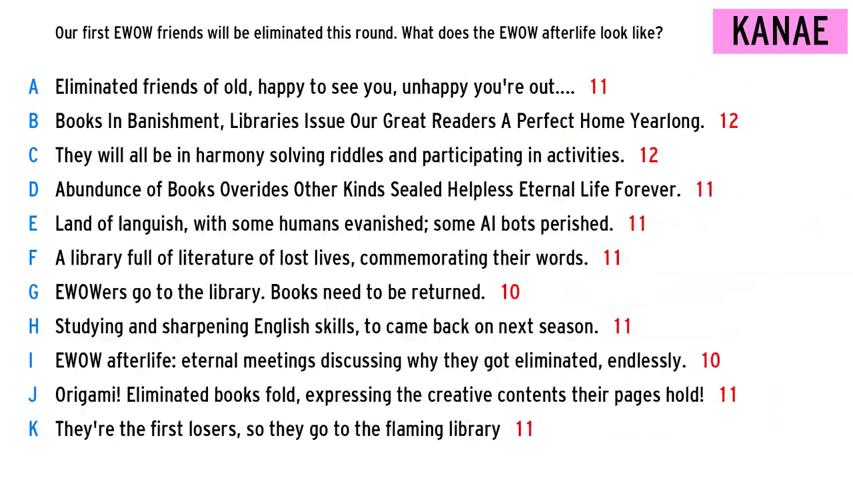 Our first EWOW friends will be eliminated this round. What does the EWOW afterlife look like?
KANAE
A Eliminated friends of old, happy to see you, unhappy you're out.... 11
B Books In Banishment, Libraries Issue Our Great Readers A Perfect Home Yearlong. 12
C They will all be in harmony solving riddles and participating in activities. 12
D Abundunce of Books Overides Other Kinds Sealed Helpless Eternal Life Forever. 11
E Land of languish, with some humans evanished; some AI bots perished. 11
F A library full of literature of lost lives, commemorating their words. 11
G EWOWers go to the library. Books need to be returned. 10
H Studying and sharpening English skills, to came back on next season. 11
I EWOW afterlife: eternal meetings discussing why they got eliminated, endlessly. 10
J Origami! Eliminated books fold, expressing the creative contents their pages hold! 11
K They're the first losers, so they go to the flaming library 11